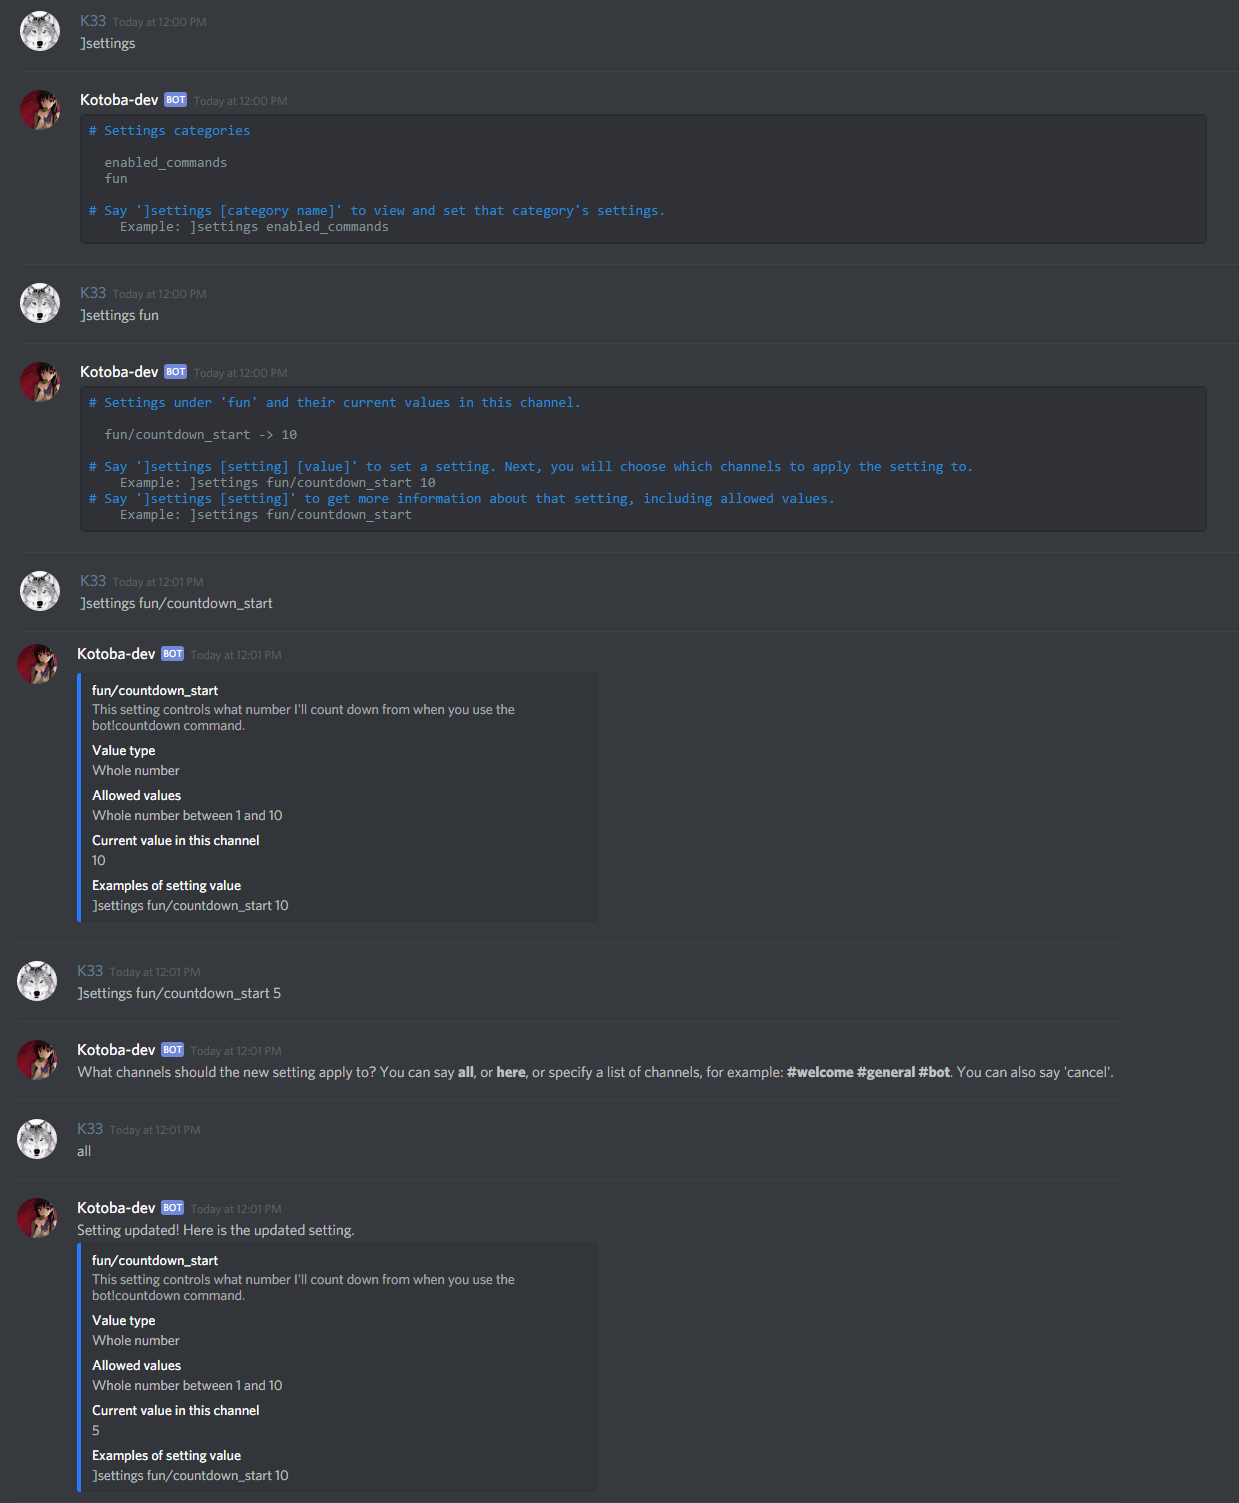 K33 Today at 12:00 PM
]settings
Kotoba-dev BOT Today at 12:00 PM
# Settings categories
enabled_commands
fun
# Say ']settings [category name]' to view and set that category's settings.
Example: ]settings enabled_commands
K33 Today at 12:00 PM
]settings fun
Kotoba-dev BOT Today at 12:00 PM
# Settings under 'fun' and their current values in this channel.
fun/countdown_start -> 10
# Say ']settings [setting] [value]' to set a setting. Next, you will choose which channels to apply the setting to.
Example: ]settings fun/countdown_start 10
# Say ']settings [setting]' to get more information about that setting, including allowed values.
Example: ]settings fun/countdown_start
K33 Today at 12:01 PM
]settings fun/countdown_start
Kotoba-dev BOT Today at 12:01 PM
fun/countdown_start
This setting controls what number I'll count down from when you use the
bot!countdown command.
Value type
Whole number
Allowed values
Whole number between 1 and 10
Current value in this channel
10
Examples of setting value
]settings fun/countdown_start 10
K33 Today at 12:01 PM
]settings fun/countdown_start 5
Kotoba-dev BOT Today at 12:01 PM
What channels should the new setting apply to? You can say all, or here, or specify a list of channels, for example: #welcome #general #bot. You can also say 'cancel'.
K33 Today at 12:01 PM
all
Kotoba-dev BOT Today at 12:01 PM
Setting updated! Here is the updated setting.
fun/countdown_start
This setting controls what number I'll count down from when you use the
bot!countdown command.
Value type
Whole number
Allowed values
Whole number between 1 and 10
Current value in this channel
5
Examples of setting value
]settings fun/countdown_start 10